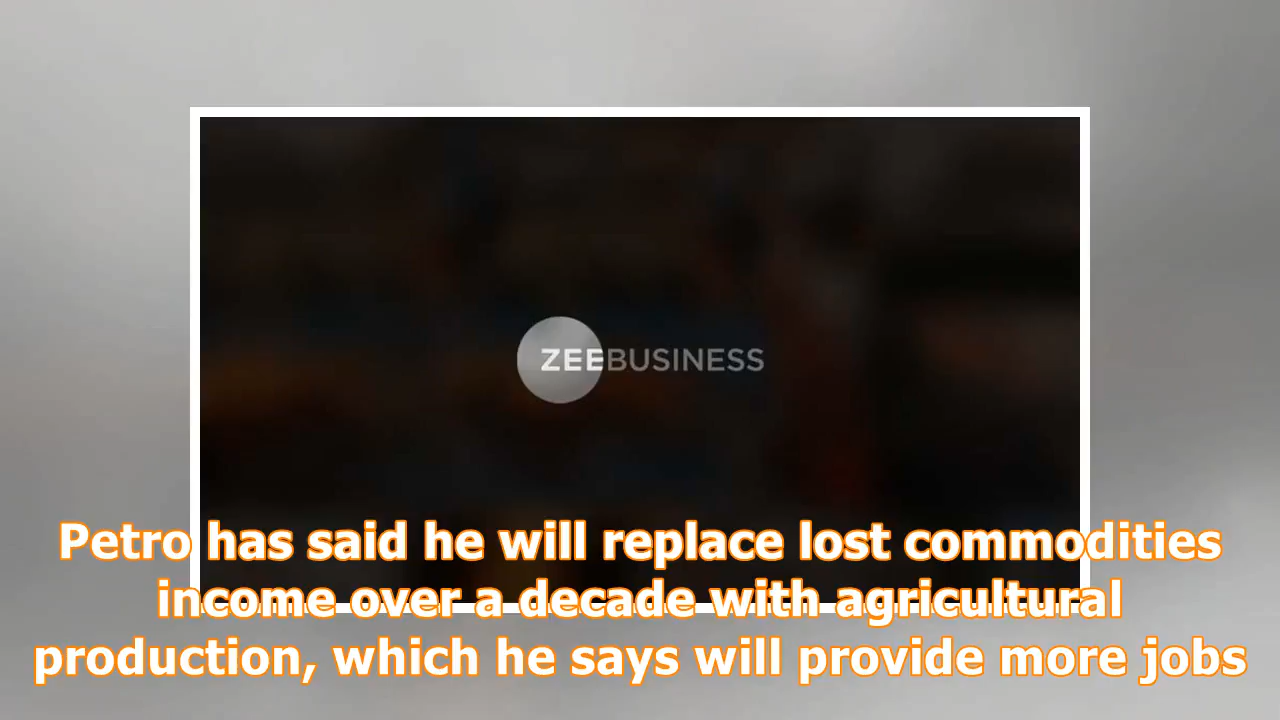 ZEEBUSINESS
Petro has said he will replace lost commodities
income over a decade with agricultural
production, which he says will provide more jobs